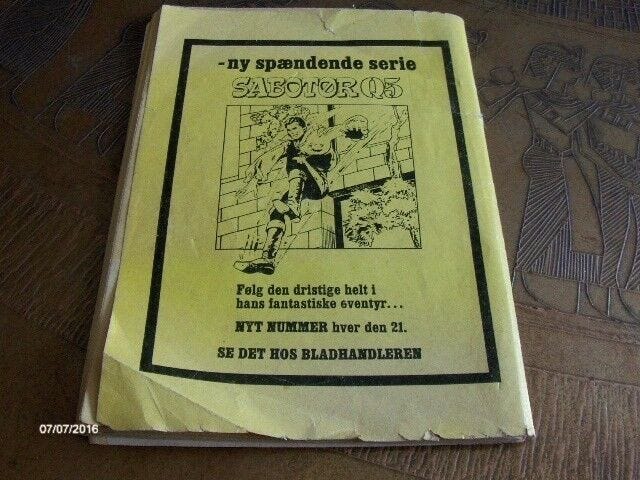 -ny spændende serie
SABOTØR Q5
Følg den dristige helt i
hans fantastiske eventyr...
NYT NUMMER hver den 21.
SE DET HOS BLADHANDLEREN
07/07/2016